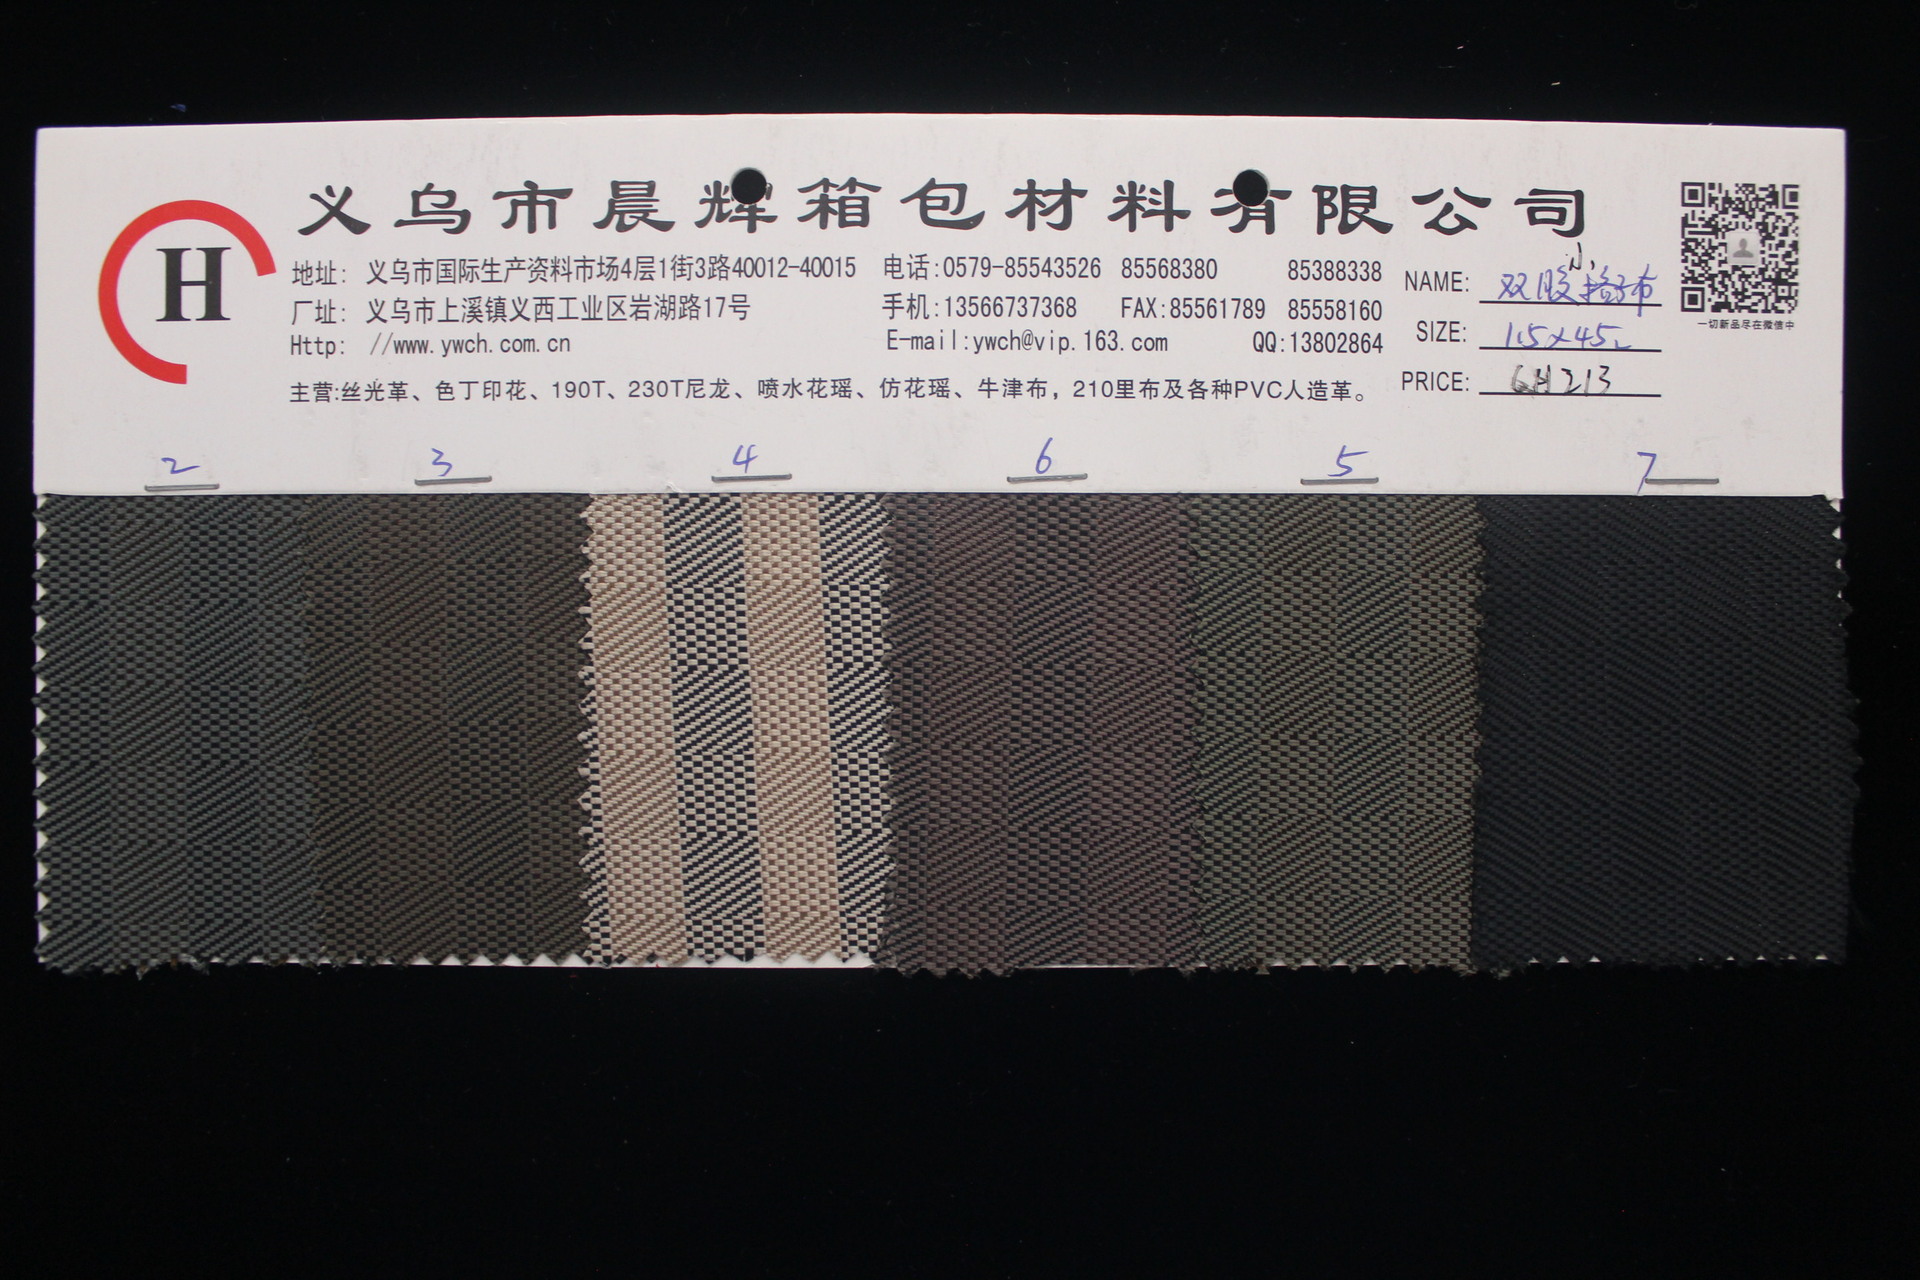 义乌市晨辉箱包材料有限公司
H
地址: 义乌市国际生产资料市场4层1街3路40012-40015 电话:0579-85543526 85568380 85388338
厂址: 义乌市上溪镇义西工业区岩湖路17号 手机:13566737368 FAX:85561789 85558160
Http: //www.ywch.com.cn E-mail:ywch@vip.163.com QQ:13802864
主营:丝光革、色丁印花、190T、230T尼龙、喷水花瑶、仿花瑶、牛津布，210里布及各种PVC人造革。
NAME: 双股小格子布
SIZE:
PRICE: GH213
一切新品尽在微信中
2 3 4 6 5 7